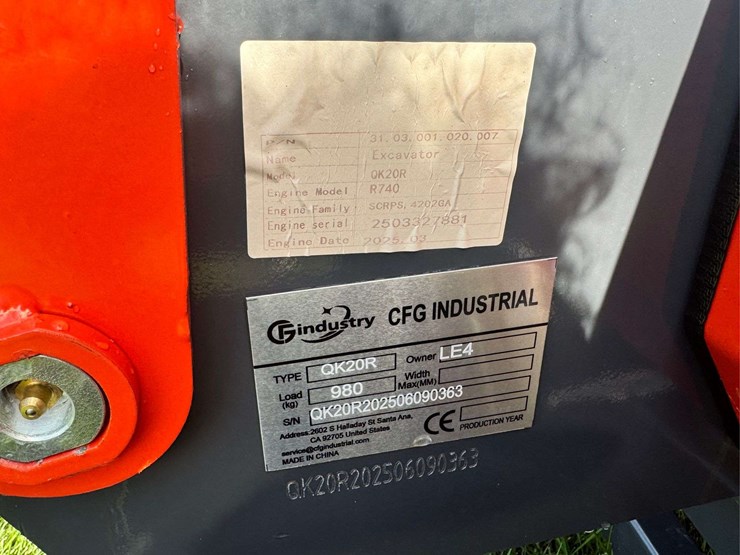 P/N 31.03.001.020.007
Name Excavator
Model QK20R
Engine Model R740
Engine Family SCRPS.4202GA
Engine serial 2503327881
Engine Date 2025.03
CFGindustry CFG INDUSTRIAL
TYPE QK20R Owner LE4
Load (kg) 980 Width Max(MM)
S/N QK20R202506090363
Address:2602 S Halladay St Santa Ana,
CA 92705 United States
service@cfgindustrial.com
MADE IN CHINA
CE PRODUCTION YEAR
QK20R202506090363